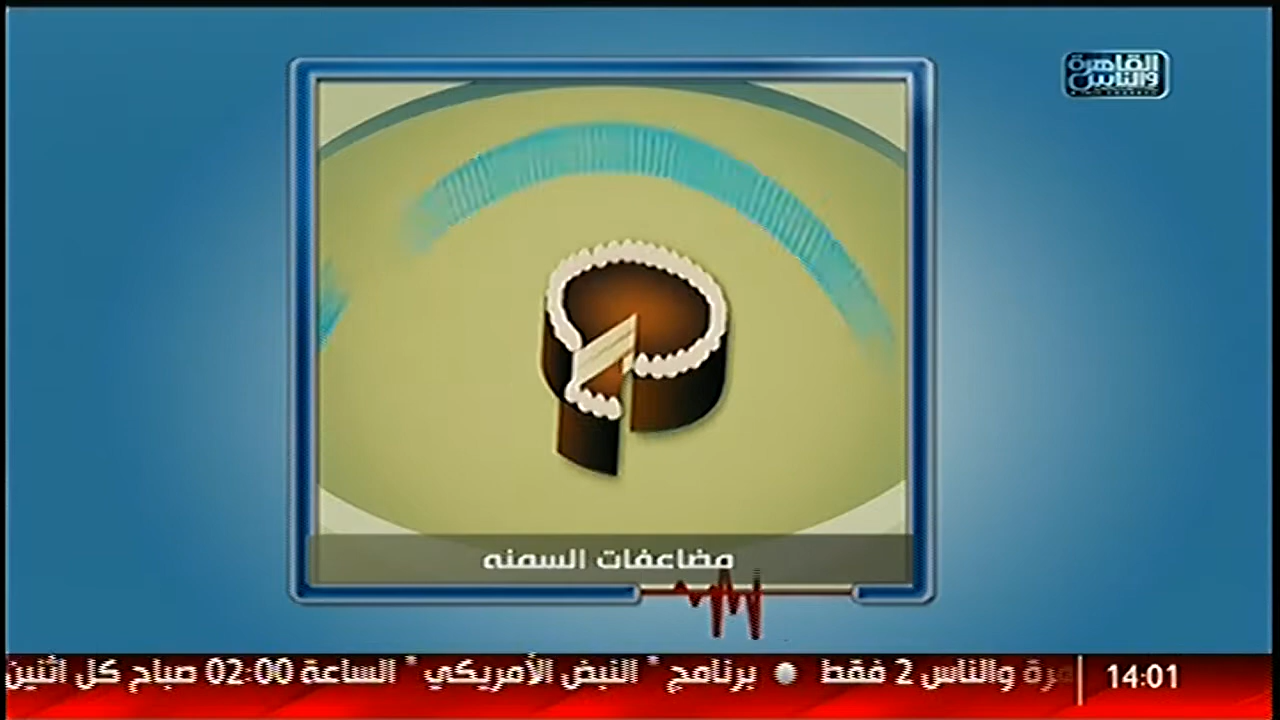 القاهرة
والناس
مضاعفات السمنه
هرة والناس 2 فقط ● برنامج " النبض الأمريكي " الساعة 02:00 صباح كل اثنين
14:01